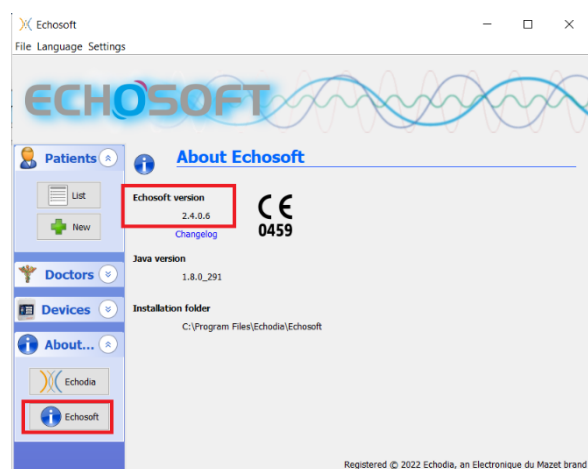 Echosoft
File Language Settings
ECHOSOFT
Patients
List
New
Doctors
Devices
About...
Echodia
Echosoft
About Echosoft
Echosoft version
2.4.0.6
Changelog
CE
0459
Java version
1.8.0_291
Installation folder
C:\Program Files\Echodia\Echosoft
Registered © 2022 Echodia, an Electronique du Mazet brand